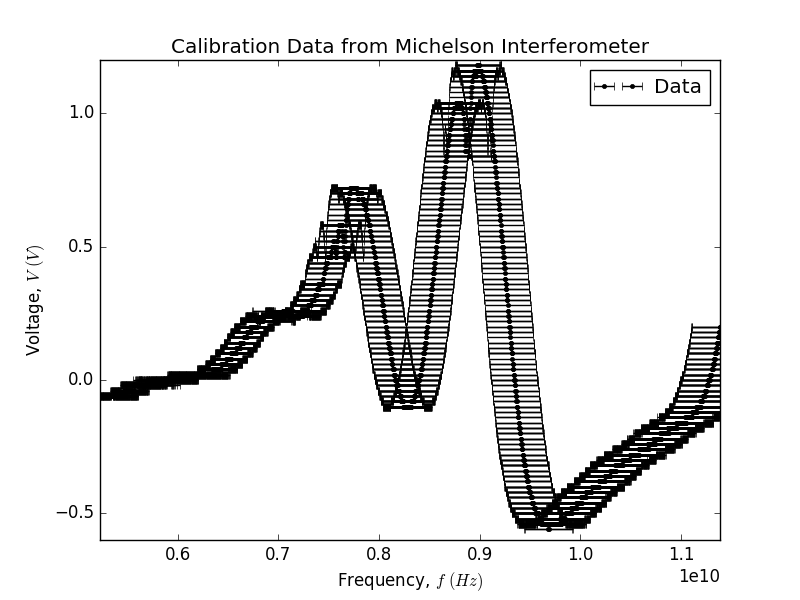 Calibration Data from Michelson Interferometer
Data
1.0
0.5
0.0
−0.5
Voltage, V (V)
0.6
0.7
0.8
0.9
1.0
1.1
1e10
Frequency, f (Hz)